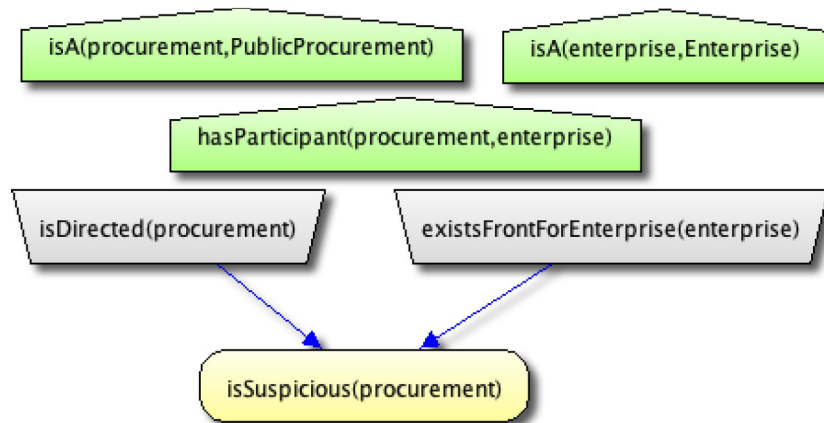 isA(procurement,PublicProcurement)
isA(enterprise,Enterprise)
hasParticipant(procurement,enterprise)
isDirected(procurement)
existsFrontForEnterprise(enterprise)
isSuspicious(procurement)